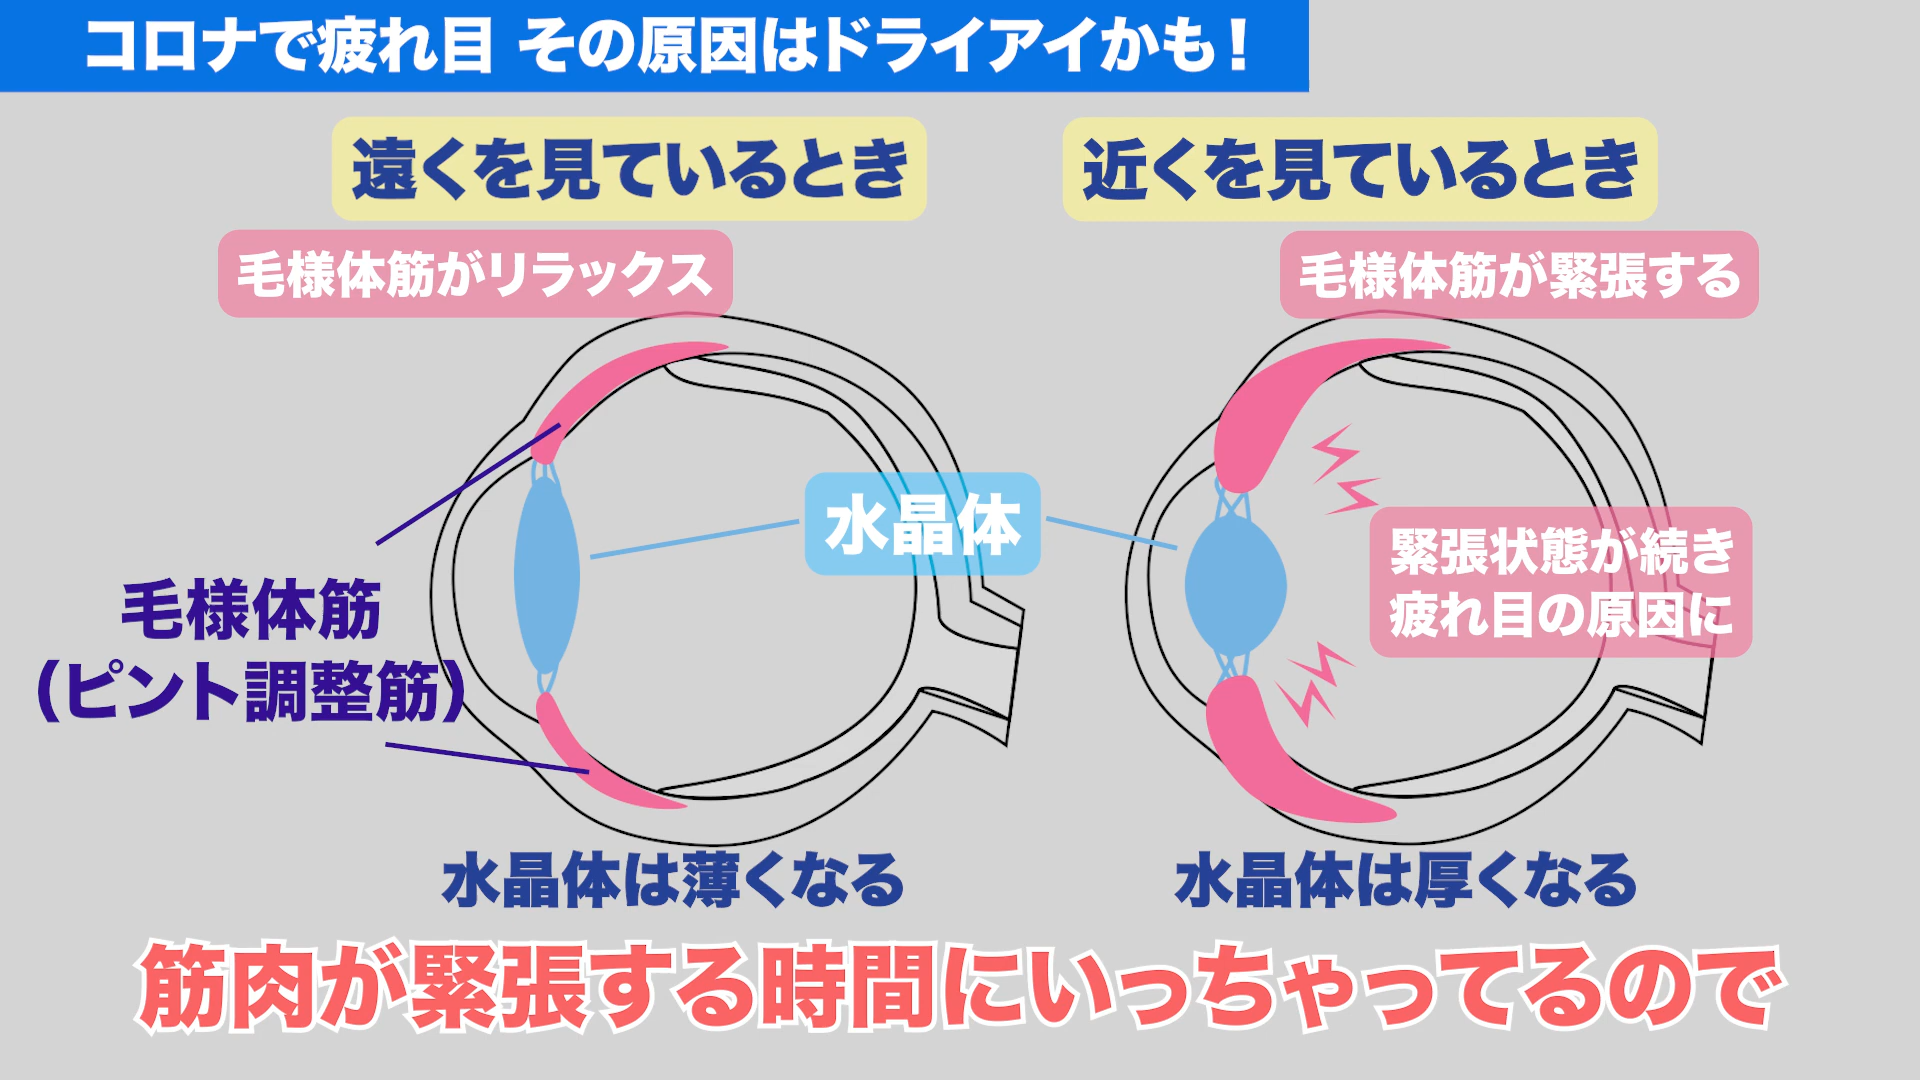 コロナで疲れ目 その原因はドライアイかも！
遠くを見ているとき
近くを見ているとき
毛様体筋がリラックス
毛様体筋が緊張する
水晶体
緊張状態が続き
疲れ目の原因に
毛様体筋
（ピント調整筋）
水晶体は薄くなる
水晶体は厚くなる
筋肉が緊張する時間にいっちゃってるので